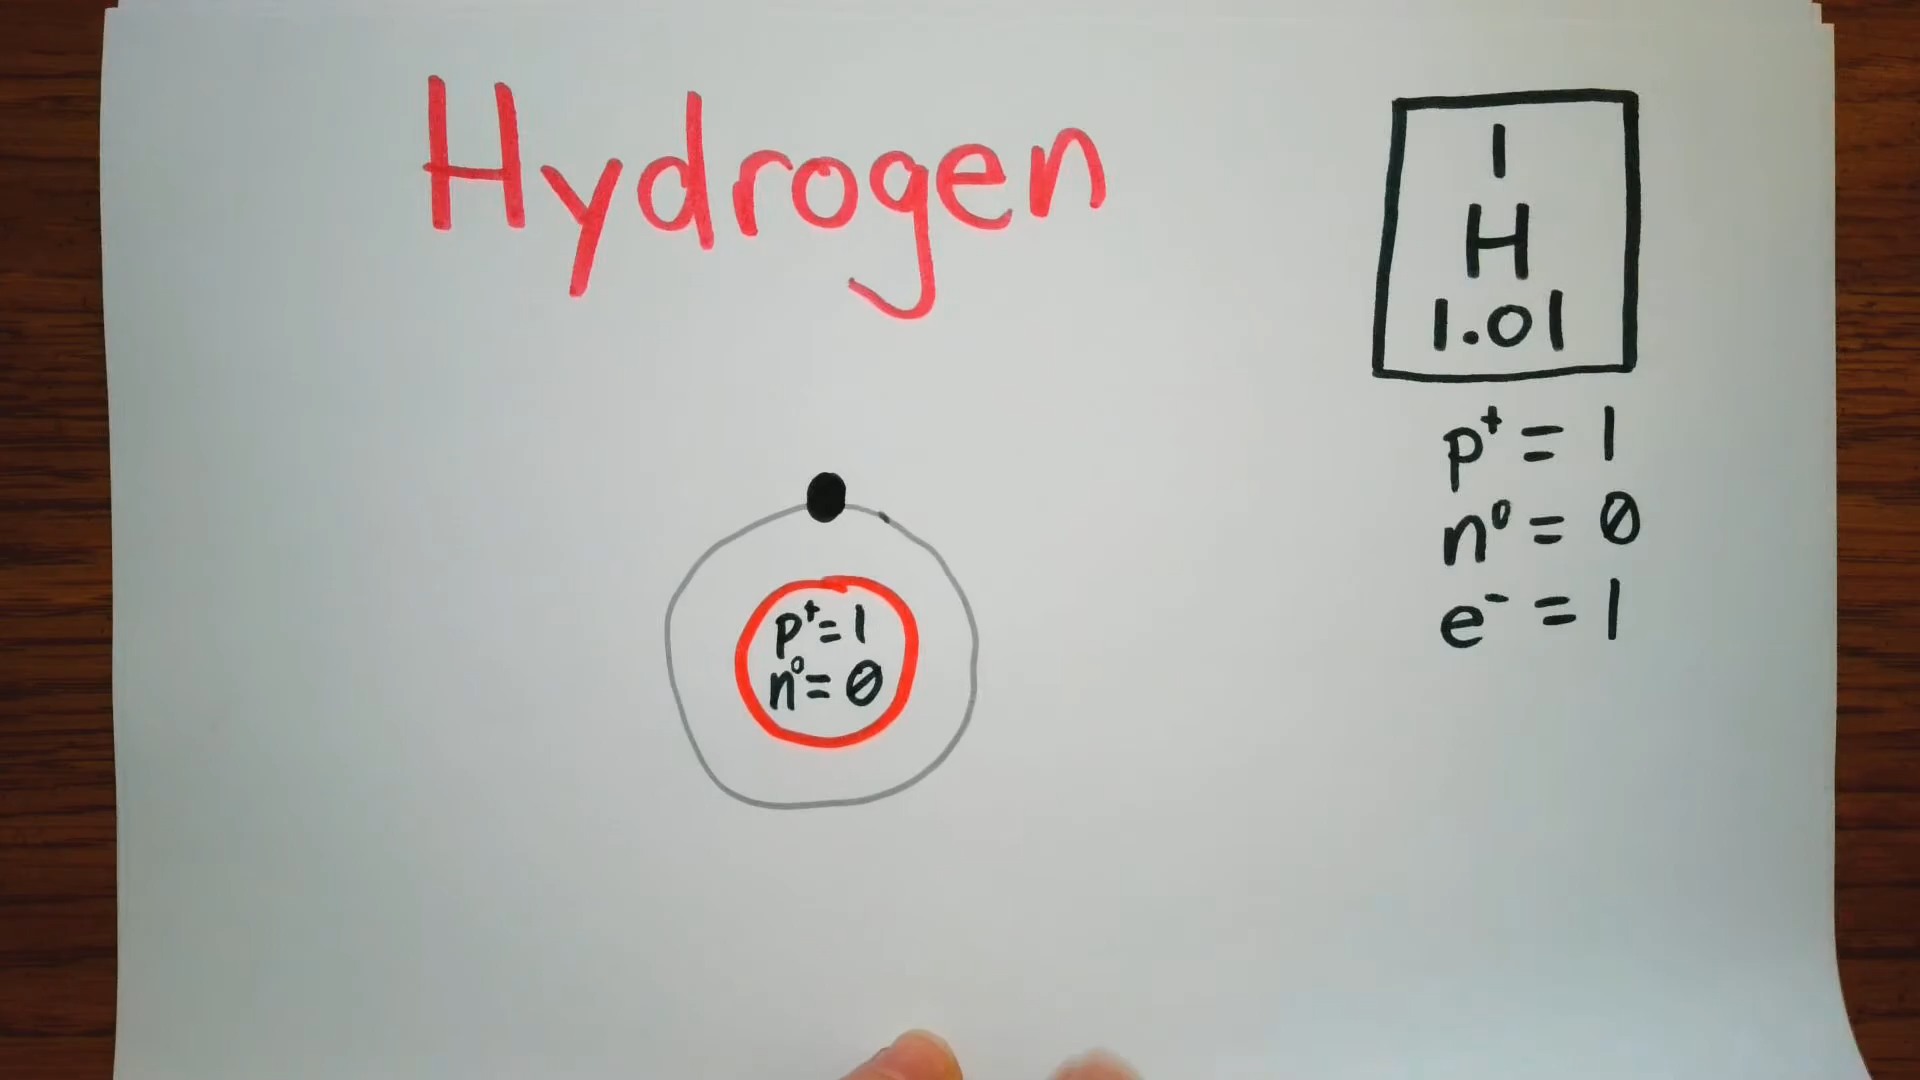 Hydrogen
1
H
1.01
p⁺ = 1
n⁰ = 0
e⁻ = 1
p⁺ = 1
n⁰ = 0